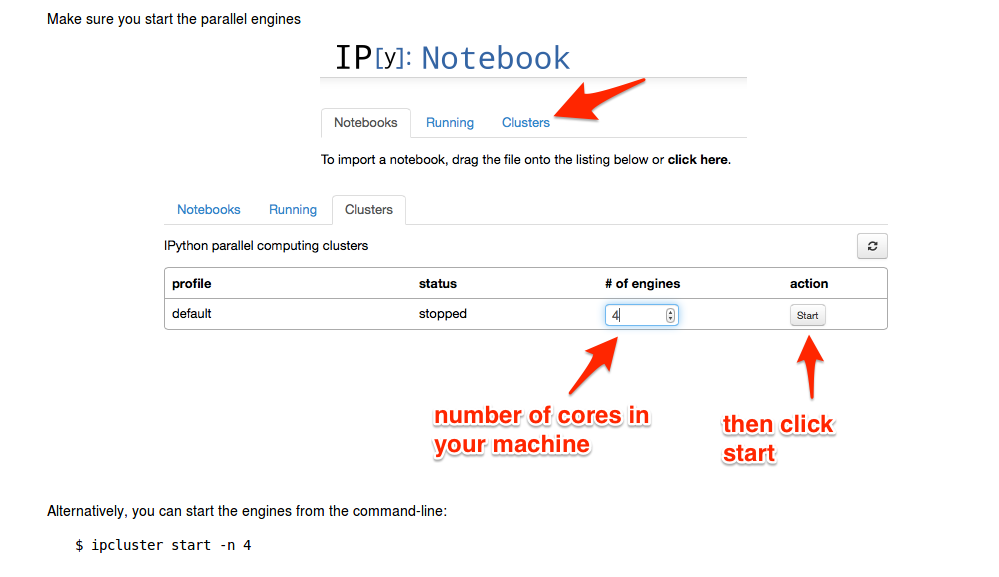 Make sure you start the parallel engines
IP[y]: Notebook
Notebooks Running Clusters
To import a notebook, drag the file onto the listing below or click here.
Notebooks Running Clusters
IPython parallel computing clusters
profile status # of engines action
default stopped 4 Start
number of cores in
your machine
then click
start
Alternatively, you can start the engines from the command-line:
$ ipcluster start -n 4